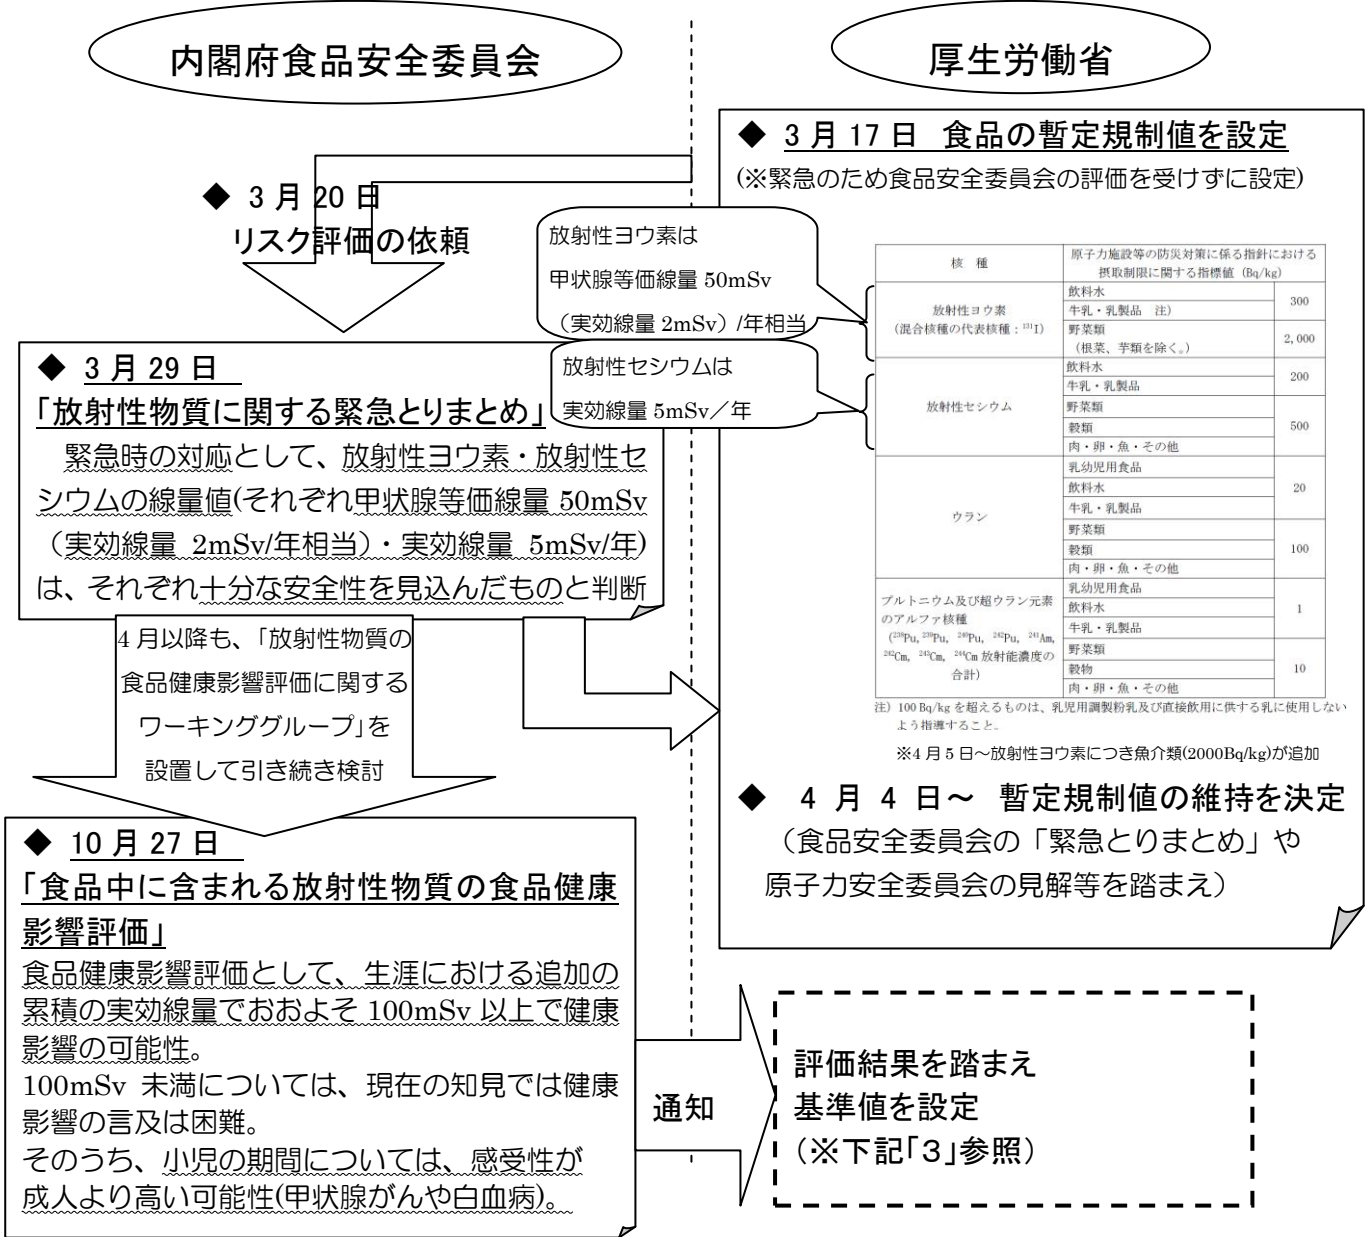 内閣府食品安全委員会
厚生労働省
◆ 3月20日
リスク評価の依頼
◆ 3月17日 食品の暫定規制値を設定
(※緊急のため食品安全委員会の評価を受けずに設定)
放射性ヨウ素は
甲状腺等価線量 50mSv
（実効線量 2mSv）/年相当
放射性セシウムは
実効線量 5mSv／年
核 種
原子力施設等の防災対策に係る指針における
摂取制限に関する指標値 (Bq/kg)
放射性ヨウ素
(混合核種の代表核種：¹³¹I)
飲料水
牛乳・乳製品 注)
300
野菜類
（根菜、芋類を除く。）
2,000
放射性セシウム
飲料水
牛乳・乳製品
200
野菜類
穀類
肉・卵・魚・その他
500
ウラン
乳幼児用食品
飲料水
牛乳・乳製品
20
野菜類
穀類
肉・卵・魚・その他
100
プルトニウム及び超ウラン元素
のアルファ核種
(²³⁸Pu, ²³⁹Pu, ²⁴⁰Pu, ²⁴²Pu, ²⁴¹Am,
²⁴²Cm, ²⁴³Cm, ²⁴⁴Cm 放射能濃度の
合計)
乳幼児用食品
飲料水
牛乳・乳製品
1
野菜類
穀物
肉・卵・魚・その他
10
注) 100 Bq/kg を超えるものは、乳児用調製粉乳及び直接飲用に供する乳に使用しない
よう指導すること。
※4月5日～放射性ヨウ素につき魚介類(2000Bq/kg)が追加
◆ 4 月 4 日～ 暫定規制値の維持を決定
（食品安全委員会の「緊急とりまとめ」や
原子力安全委員会の見解等を踏まえ）
◆ 3月29日
「放射性物質に関する緊急とりまとめ」
緊急時の対応として、放射性ヨウ素・放射性セ
シウムの線量値(それぞれ甲状腺等価線量 50mSv
（実効線量 2mSv/年相当）・実効線量 5mSv/年)
は、それぞれ十分な安全性を見込んだものと判断
4月以降も、「放射性物質の
食品健康影響評価に関する
ワーキンググループ」を
設置して引き続き検討
◆ 10月27日
「食品中に含まれる放射性物質の食品健康
影響評価」
食品健康影響評価として、生涯における追加の
累積の実効線量でおおよそ 100mSv 以上で健康
影響の可能性。
100mSv 未満については、現在の知見では健康
影響の言及は困難。
そのうち、小児の期間については、感受性が
成人より高い可能性(甲状腺がんや白血病)。
通知
評価結果を踏まえ
基準値を設定
（※下記「3」参照）